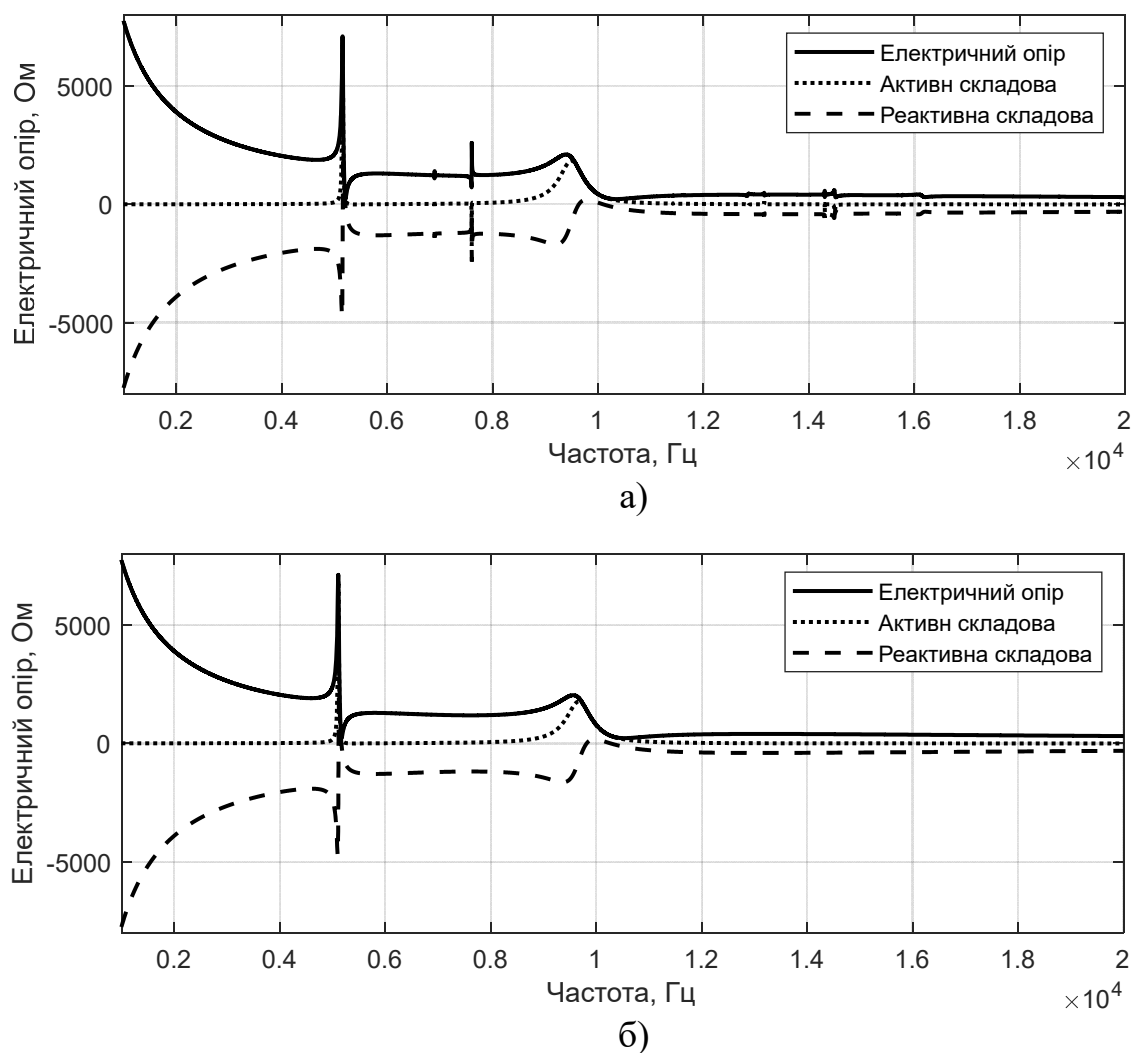 Електричний опір, Ом
5000
0
-5000
Електричний опір
Активн складова
Реактивна складова
0.2 0.4 0.6 0.8 1 1.2 1.4 1.6 1.8 2
Частота, Гц
×10⁴
а)
Електричний опір, Ом
5000
0
-5000
Електричний опір
Активн складова
Реактивна складова
0.2 0.4 0.6 0.8 1 1.2 1.4 1.6 1.8 2
Частота, Гц
×10⁴
б)